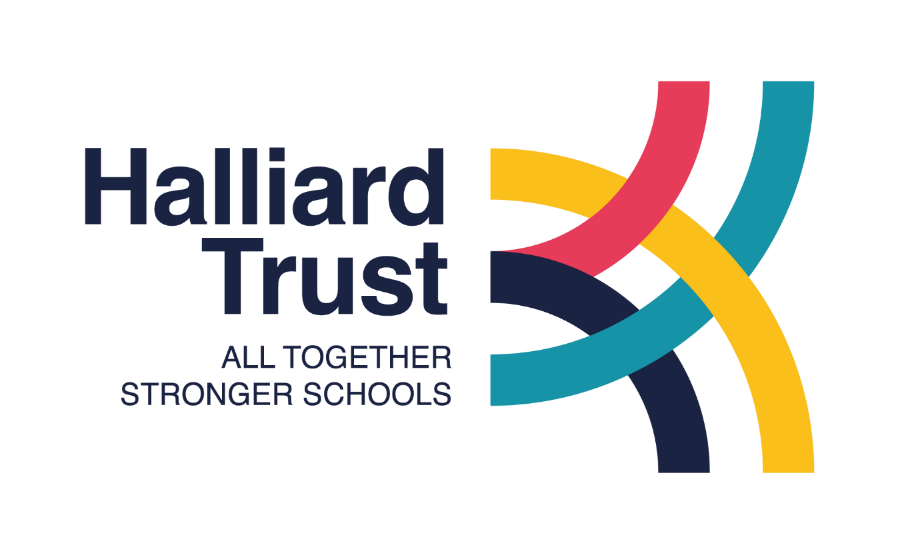 Halliard
Trust
ALL TOGETHER
STRONGER SCHOOLS